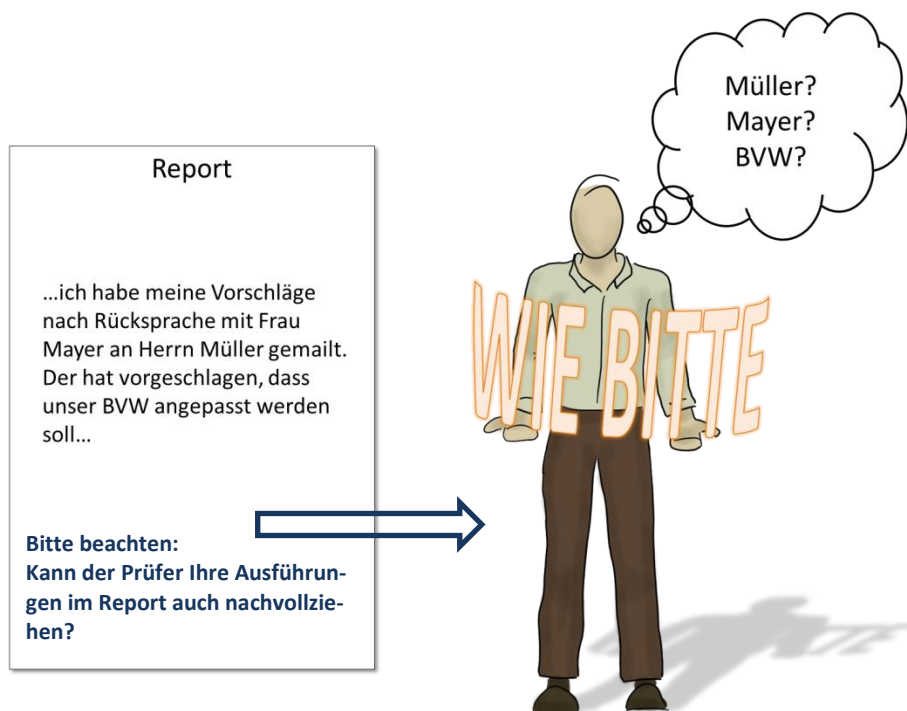 Müller?
Mayer?
BVW?
Report
...ich habe meine Vorschläge
nach Rücksprache mit Frau
Mayer an Herrn Müller gemailt.
Der hat vorgeschlagen, dass
unser BVW angepasst werden
soll...
Bitte beachten:
Kann der Prüfer Ihre Ausführun-
gen im Report auch nachvollzie-
hen?
WIE BITTE